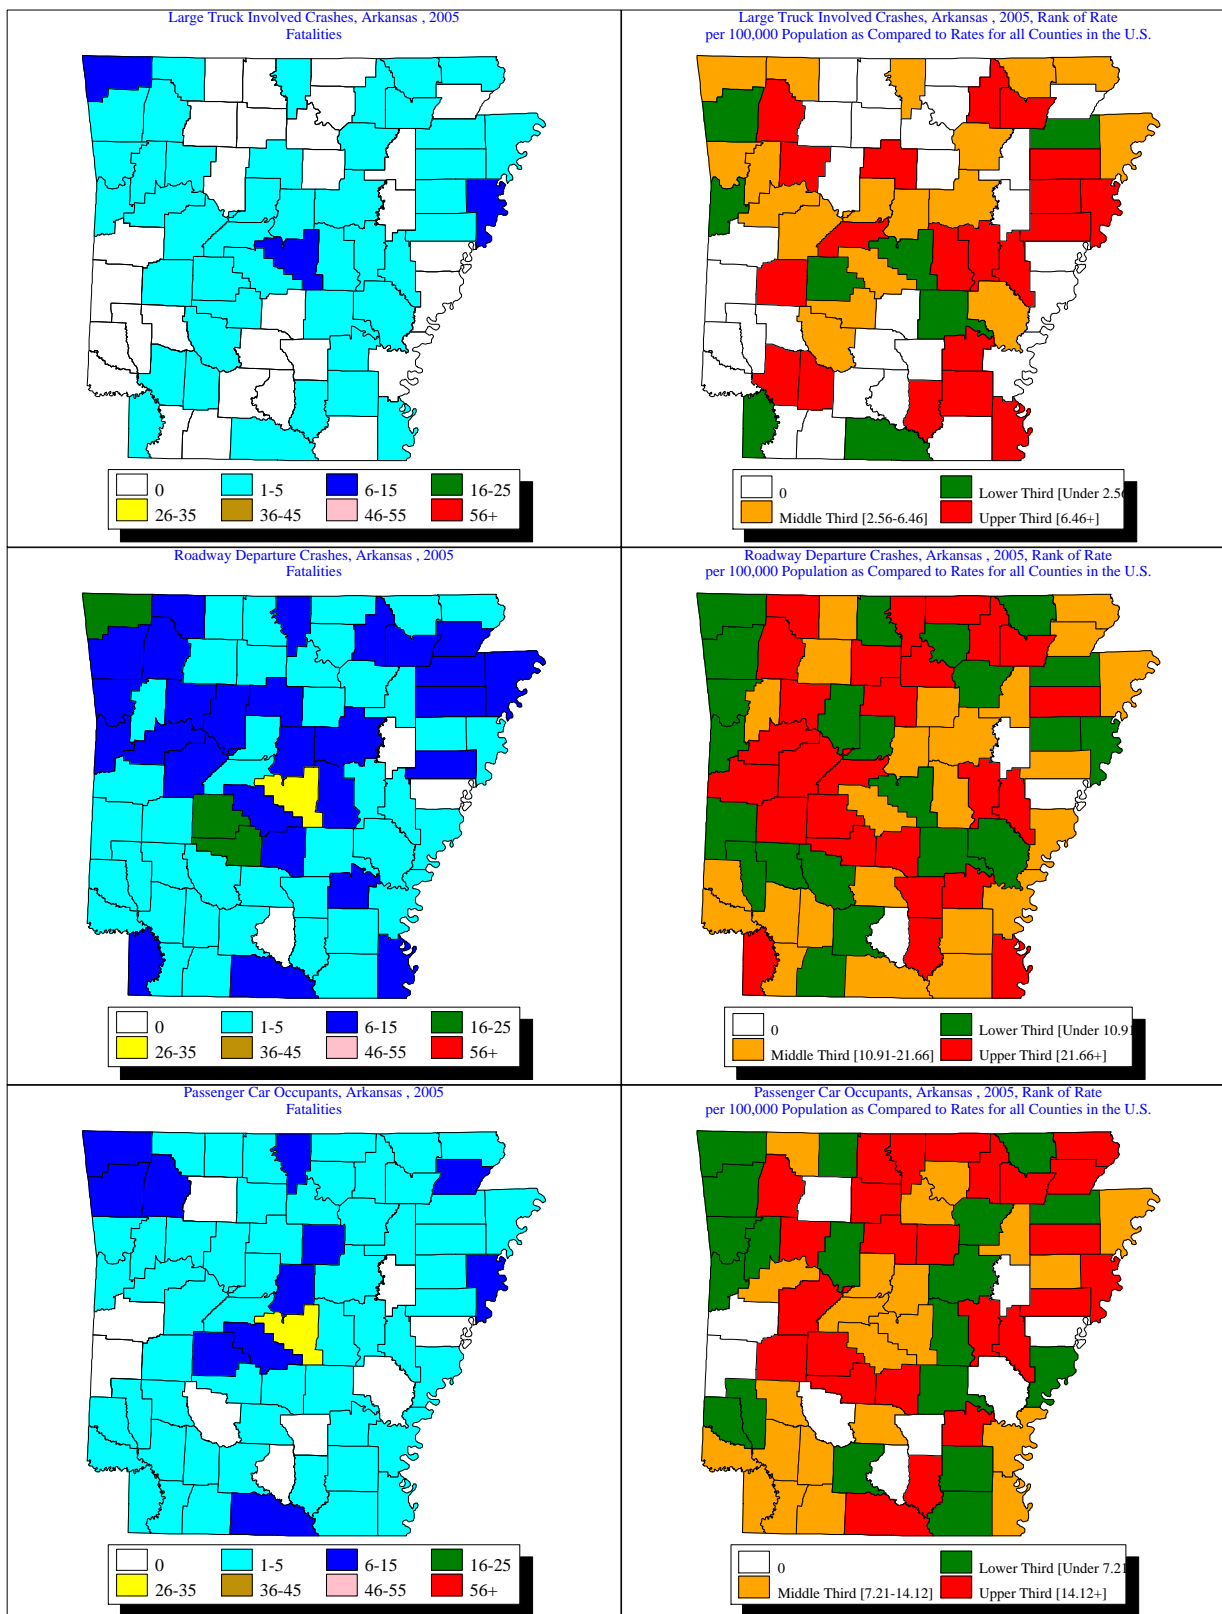 Large Truck Involved Crashes, Arkansas , 2005
Fatalities
0
1-5
6-15
16-25
26-35
36-45
46-55
56+
Large Truck Involved Crashes, Arkansas , 2005, Rank of Rate
per 100,000 Population as Compared to Rates for all Counties in the U.S.
0
Lower Third [Under 2.56
Middle Third [2.56-6.46]
Upper Third [6.46+]
Roadway Departure Crashes, Arkansas , 2005
Fatalities
0
1-5
6-15
16-25
26-35
36-45
46-55
56+
Roadway Departure Crashes, Arkansas , 2005, Rank of Rate
per 100,000 Population as Compared to Rates for all Counties in the U.S.
0
Lower Third [Under 10.91
Middle Third [10.91-21.66]
Upper Third [21.66+]
Passenger Car Occupants, Arkansas , 2005
Fatalities
0
1-5
6-15
16-25
26-35
36-45
46-55
56+
Passenger Car Occupants, Arkansas , 2005, Rank of Rate
per 100,000 Population as Compared to Rates for all Counties in the U.S.
0
Lower Third [Under 7.21
Middle Third [7.21-14.12]
Upper Third [14.12+]